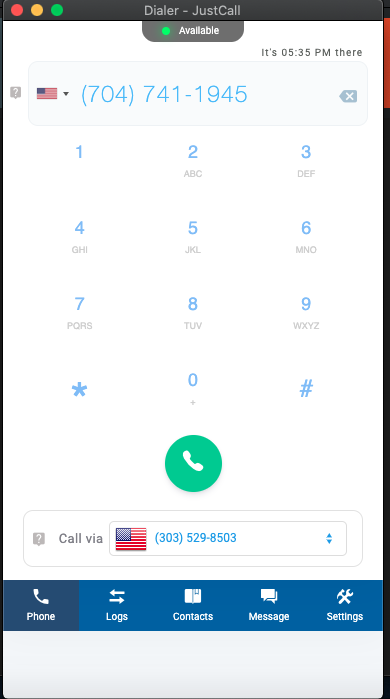 Dialer - JustCall
Available
It's 05:35 PM there
(704) 741-1945
1 2 3
ABC DEF
4 5 6
GHI JKL MNO
7 8 9
PQRS TUV WXYZ
* 0 #
+
Call via (303) 529-8503
Phone Logs Contacts Message Settings